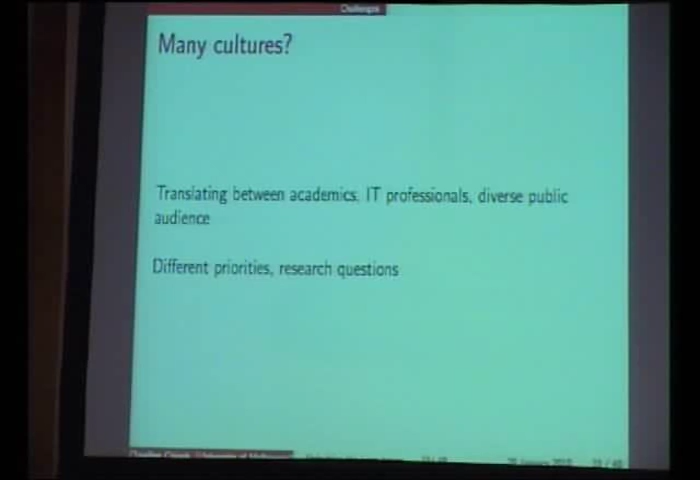 Challenges
Many cultures?
Translating between academics, IT professionals, diverse public
audience
Different priorities, research questions